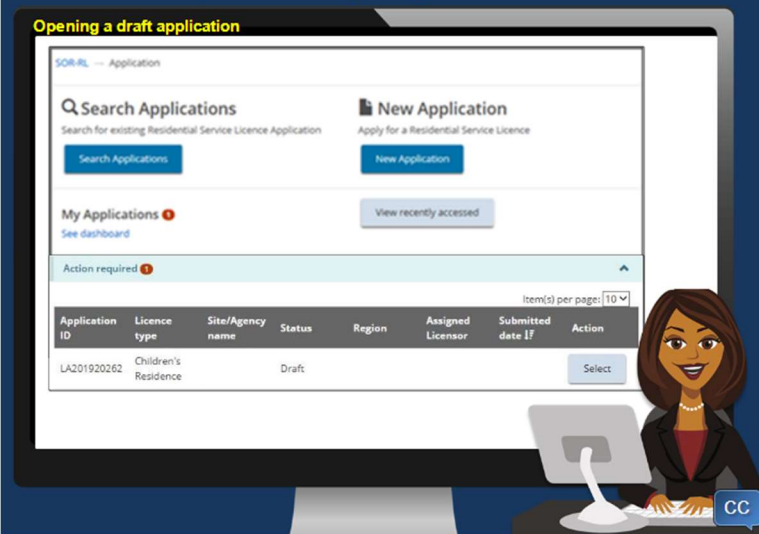 Opening a draft application
SOR-RL → Application
Search Applications
Search for existing Residential Service Licence Application
Search Applications
New Application
Apply for a Residential Service Licence
New Application
My Applications 1
See dashboard
View recently accessed
Action required 1
Item(s) per page: 10
Application ID
Licence type
Site/Agency name
Status
Region
Assigned Licensor
Submitted date
Action
LA201920262
Children's Residence
Draft
Select
CC